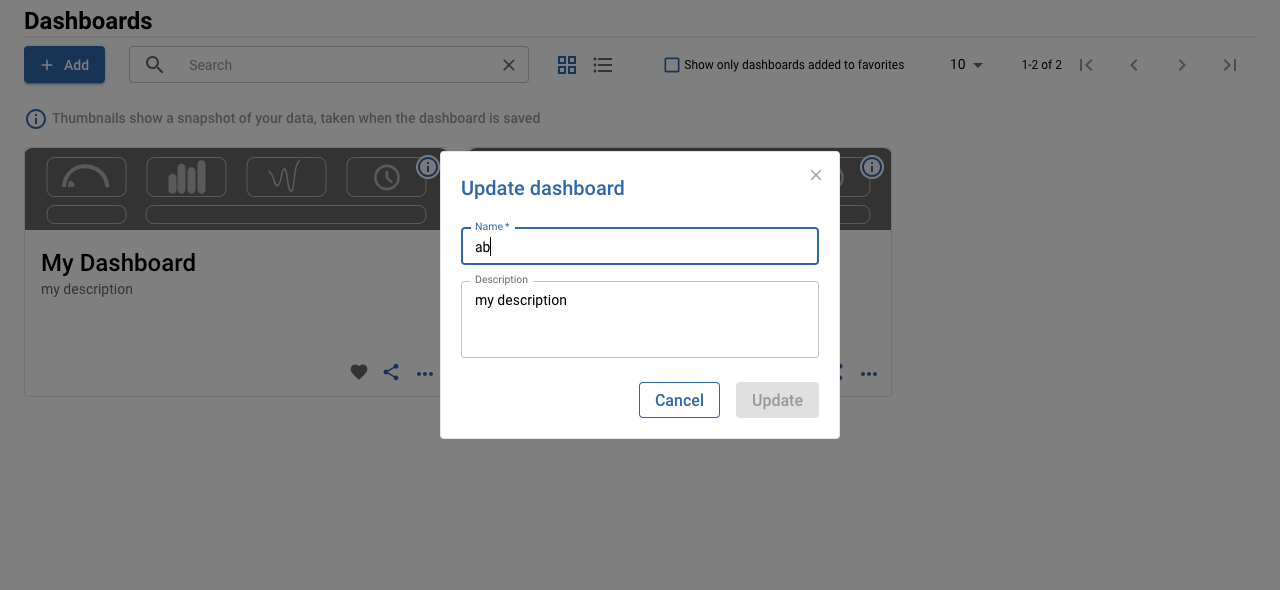 Dashboards
Add
Search
Show only dashboards added to favorites
10
1-2 of 2
Thumbnails show a snapshot of your data, taken when the dashboard is saved
My Dashboard
my description
Update dashboard
Name *
ab
Description
my description
Cancel
Update